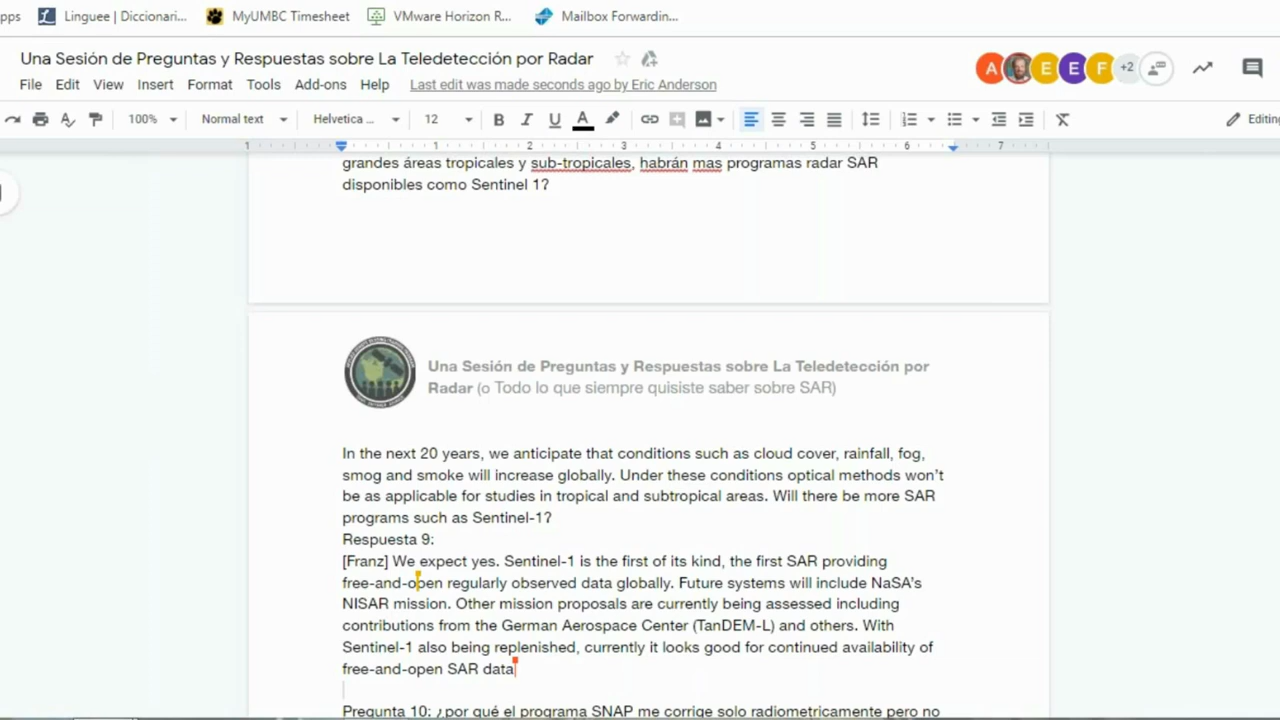 pps Linguee | Diccionari... MyUMBC Timesheet VMware Horizon R... Mailbox Forwardin...
Una Sesión de Preguntas y Respuestas sobre La Teledetección por Radar
A E E F +2
File Edit View Insert Format Tools Add-ons Help Last edit was made seconds ago by Eric Anderson
100% Normal text Helvetica ... 12 B I U A Editing
1 1 2 3 4 5 6 7
grandes áreas tropicales y sub-tropicales, habrán mas programas radar SAR
disponibles como Sentinel 1?
Una Sesión de Preguntas y Respuestas sobre La Teledetección por
Radar (o Todo lo que siempre quisiste saber sobre SAR)
In the next 20 years, we anticipate that conditions such as cloud cover, rainfall, fog,
smog and smoke will increase globally. Under these conditions optical methods won't
be as applicable for studies in tropical and subtropical areas. Will there be more SAR
programs such as Sentinel-1?
Respuesta 9:
[Franz] We expect yes. Sentinel-1 is the first of its kind, the first SAR providing
free-and-open regularly observed data globally. Future systems will include NaSA's
NISAR mission. Other mission proposals are currently being assessed including
contributions from the German Aerospace Center (TanDEM-L) and others. With
Sentinel-1 also being replenished, currently it looks good for continued availability of
free-and-open SAR data
Pregunta 10: ¿por qué el programa SNAP me corrige solo radiometricamente pero no